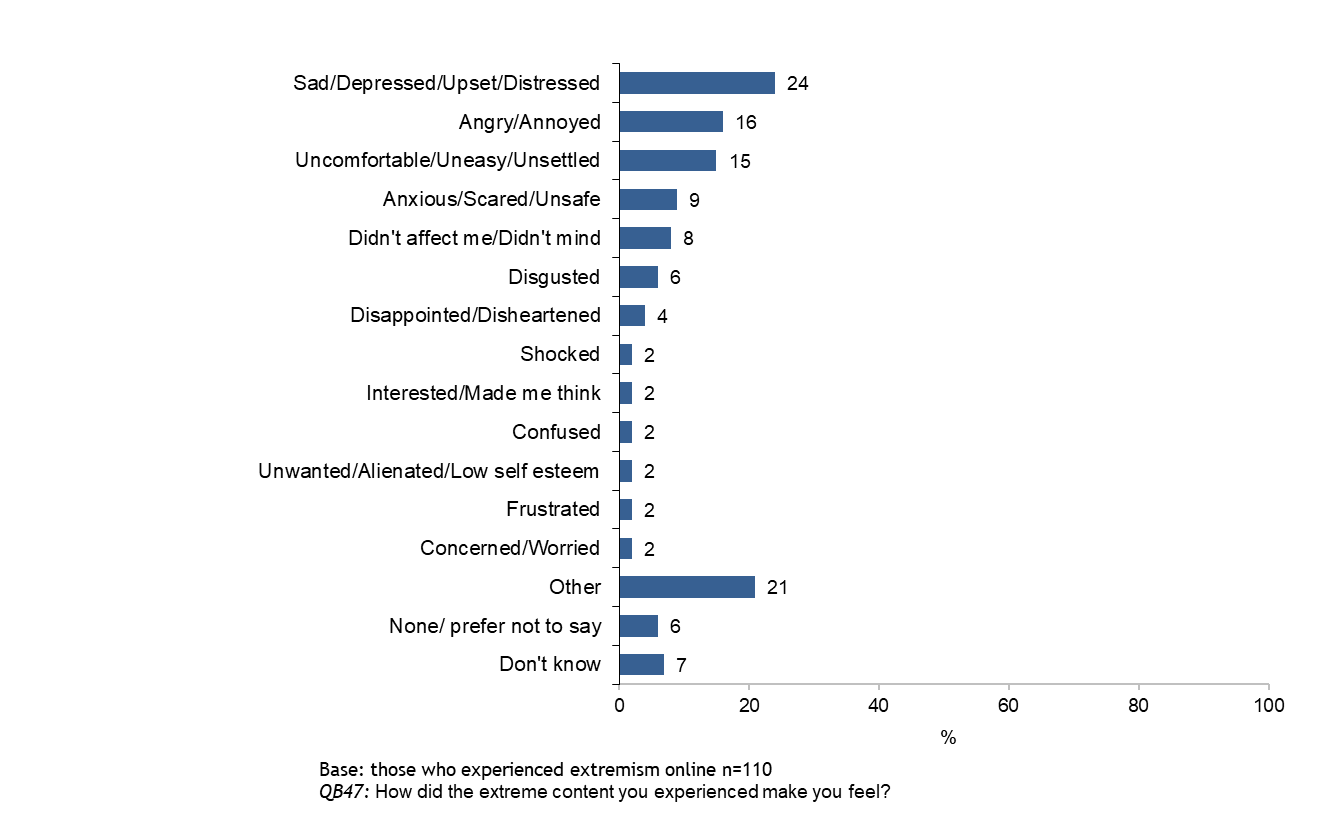 Sad/Depressed/Upset/Distressed 24
Angry/Annoyed 16
Uncomfortable/Uneasy/Unsettled 15
Anxious/Scared/Unsafe 9
Didn't affect me/Didn't mind 8
Disgusted 6
Disappointed/Disheartened 4
Shocked 2
Interested/Made me think 2
Confused 2
Unwanted/Alienated/Low self esteem 2
Frustrated 2
Concerned/Worried 2
Other 21
None/ prefer not to say 6
Don't know 7
0 20 40 60 80 100
%
Base: those who experienced extremism online n=110
QB47: How did the extreme content you experienced make you feel?